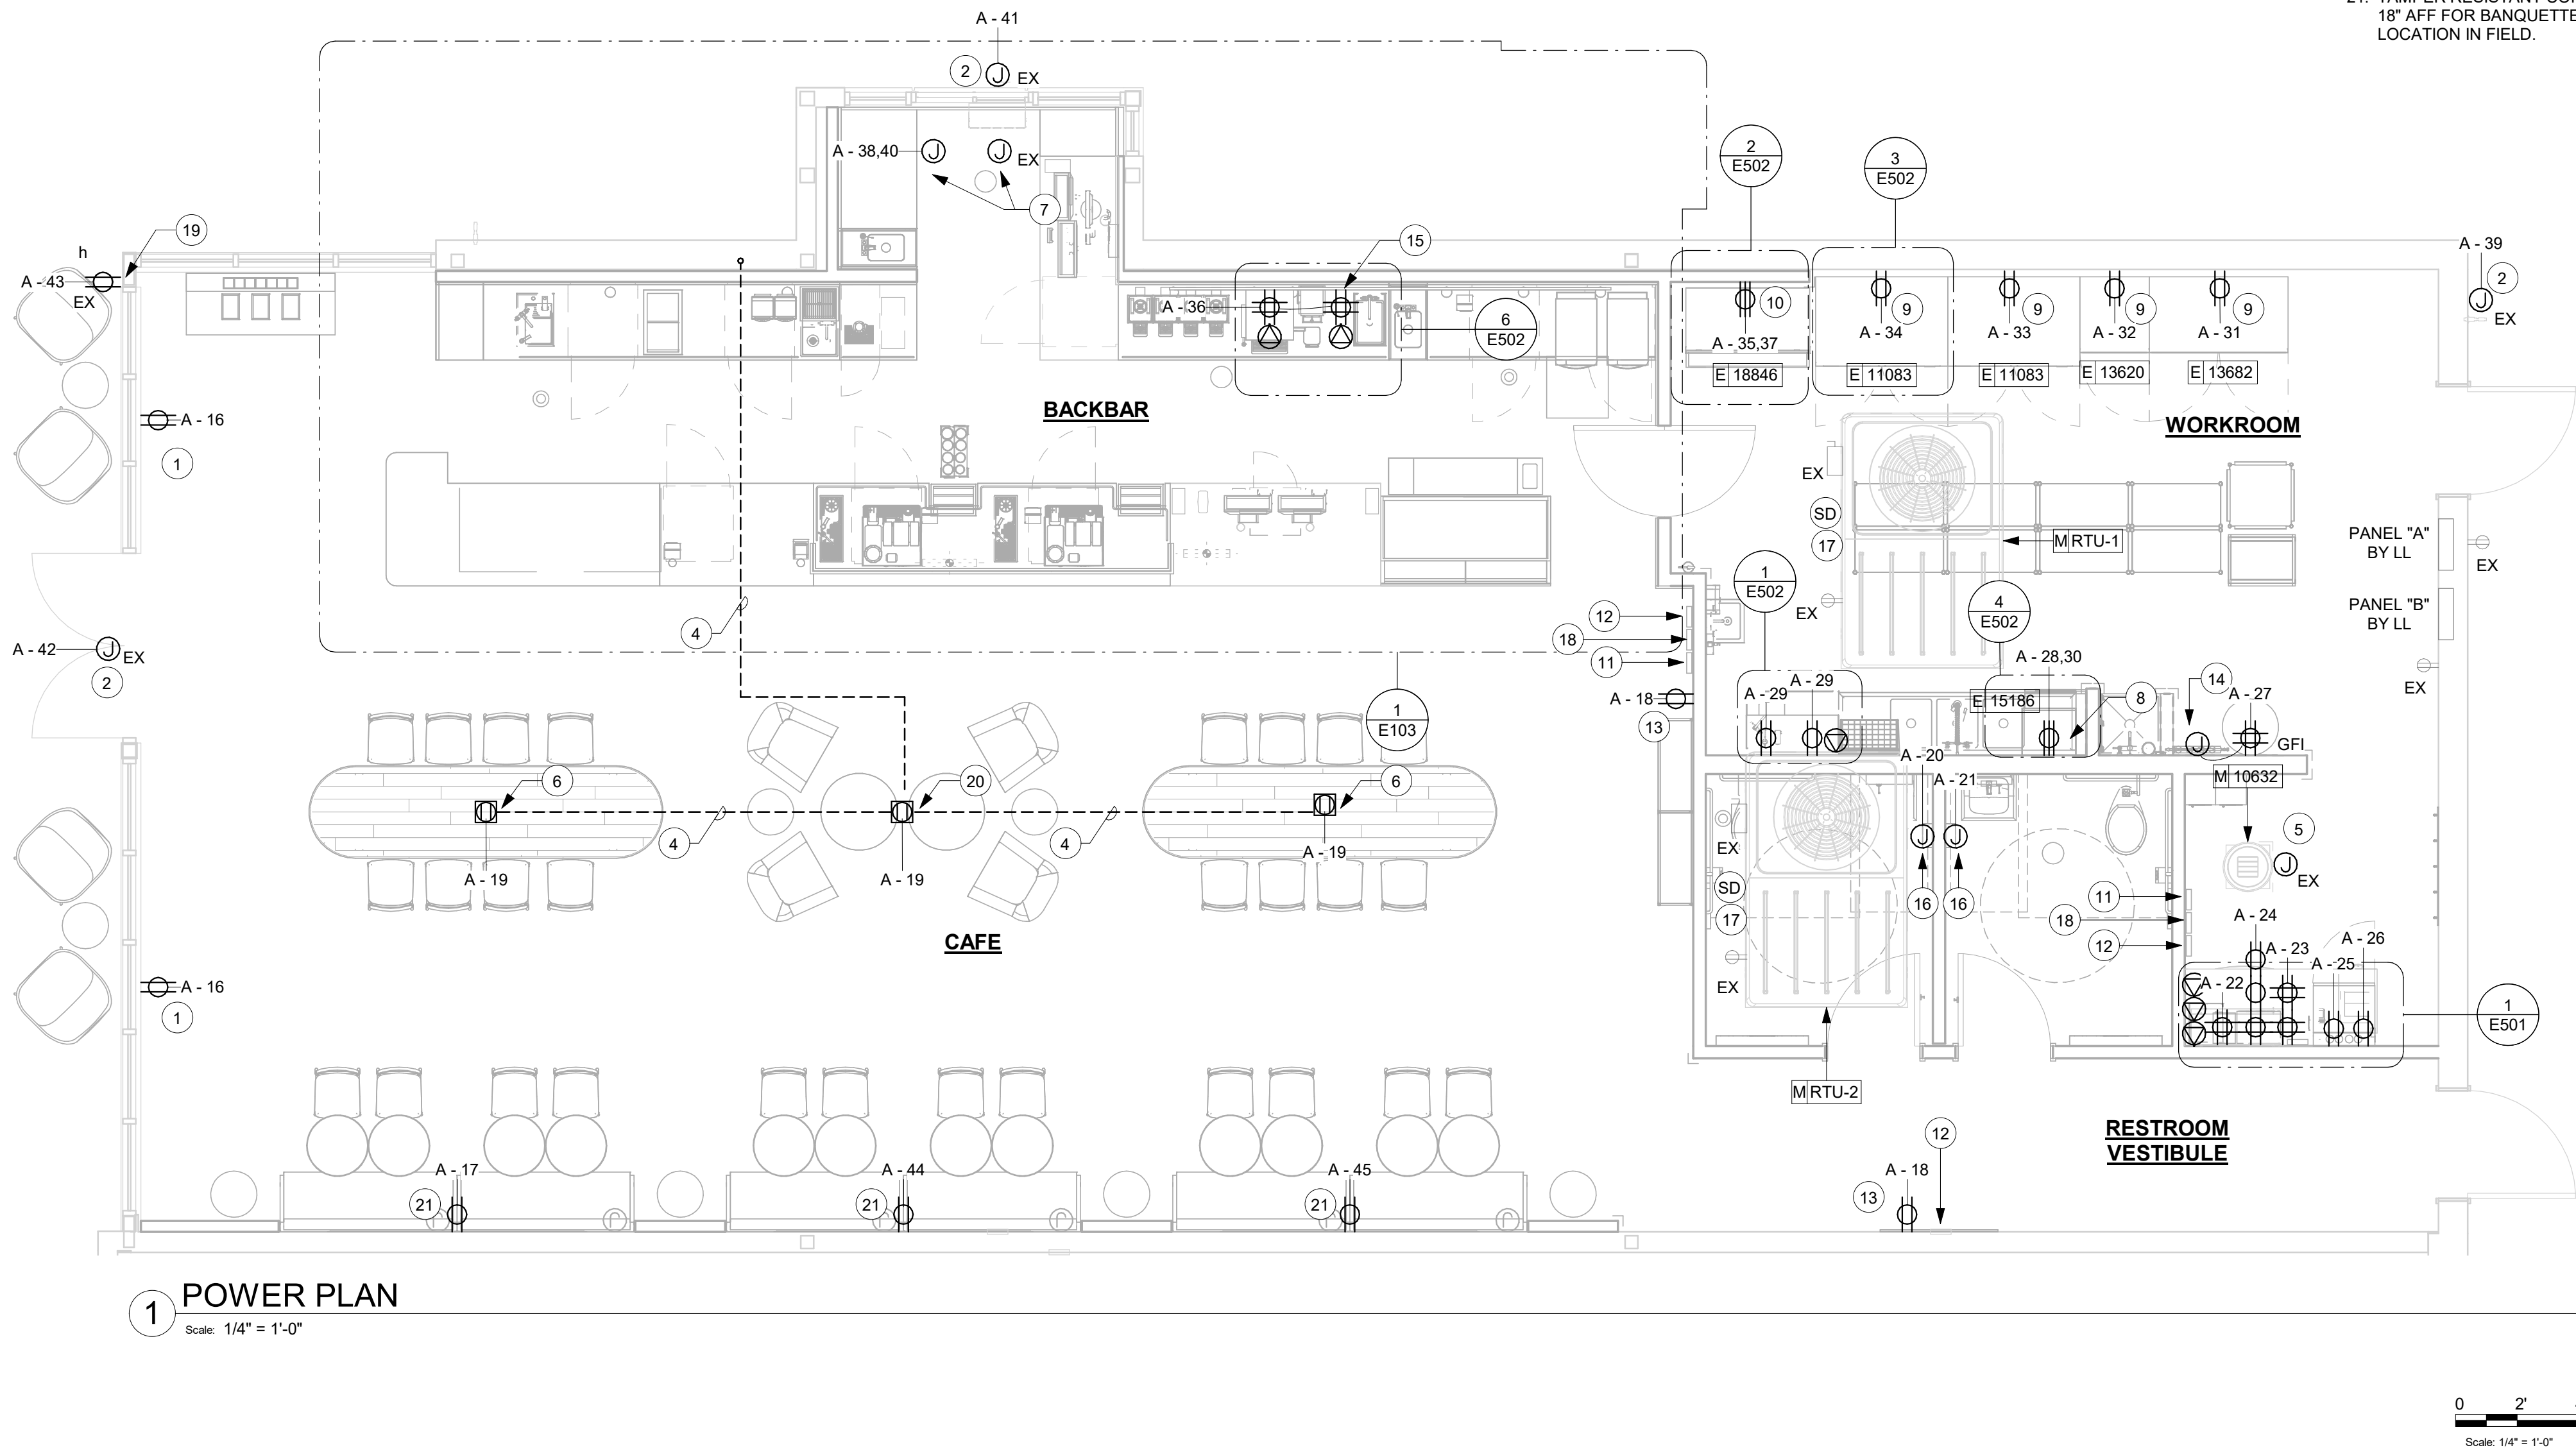 18" AFF FOR BANQUETTE
LOCATION IN FIELD.
A - 41
2
EX
A - 38,40
EX
7
2
E502
3
E502
19
h
A - 43
EX
15
A - 36
6
E502
10
A - 35,37
E 18846
9
A - 34
E 11083
9
A - 33
E 11083
9
A - 32
E 13620
9
A - 31
E 13682
A - 39
2
EX
A - 16
1
BACKBAR
WORKROOM
EX
SD
17
M RTU-1
PANEL "A"
BY LL
EX
PANEL "B"
BY LL
EX
1
E502
EX
4
E502
4
12
18
11
A - 42
EX
2
A - 18
13
1
E103
A - 29
A - 29
A - 28,30
E 15186
8
14
A - 27
GFI
M 10632
A - 20
A - 21
6
20
6
4
4
A - 19
A - 19
A - 19
EX
SD
17
16
16
5
EX
11
18
12
CAFE
A - 24
A - 23
A - 26
A - 25
A - 22
A - 16
1
EX
1
E501
M RTU-2
RESTROOM
VESTIBULE
A - 17
21
A - 44
21
A - 45
21
13
A - 18
12
1 POWER PLAN
Scale: 1/4" = 1'-0"
0 2'
Scale: 1/4" = 1'-0"